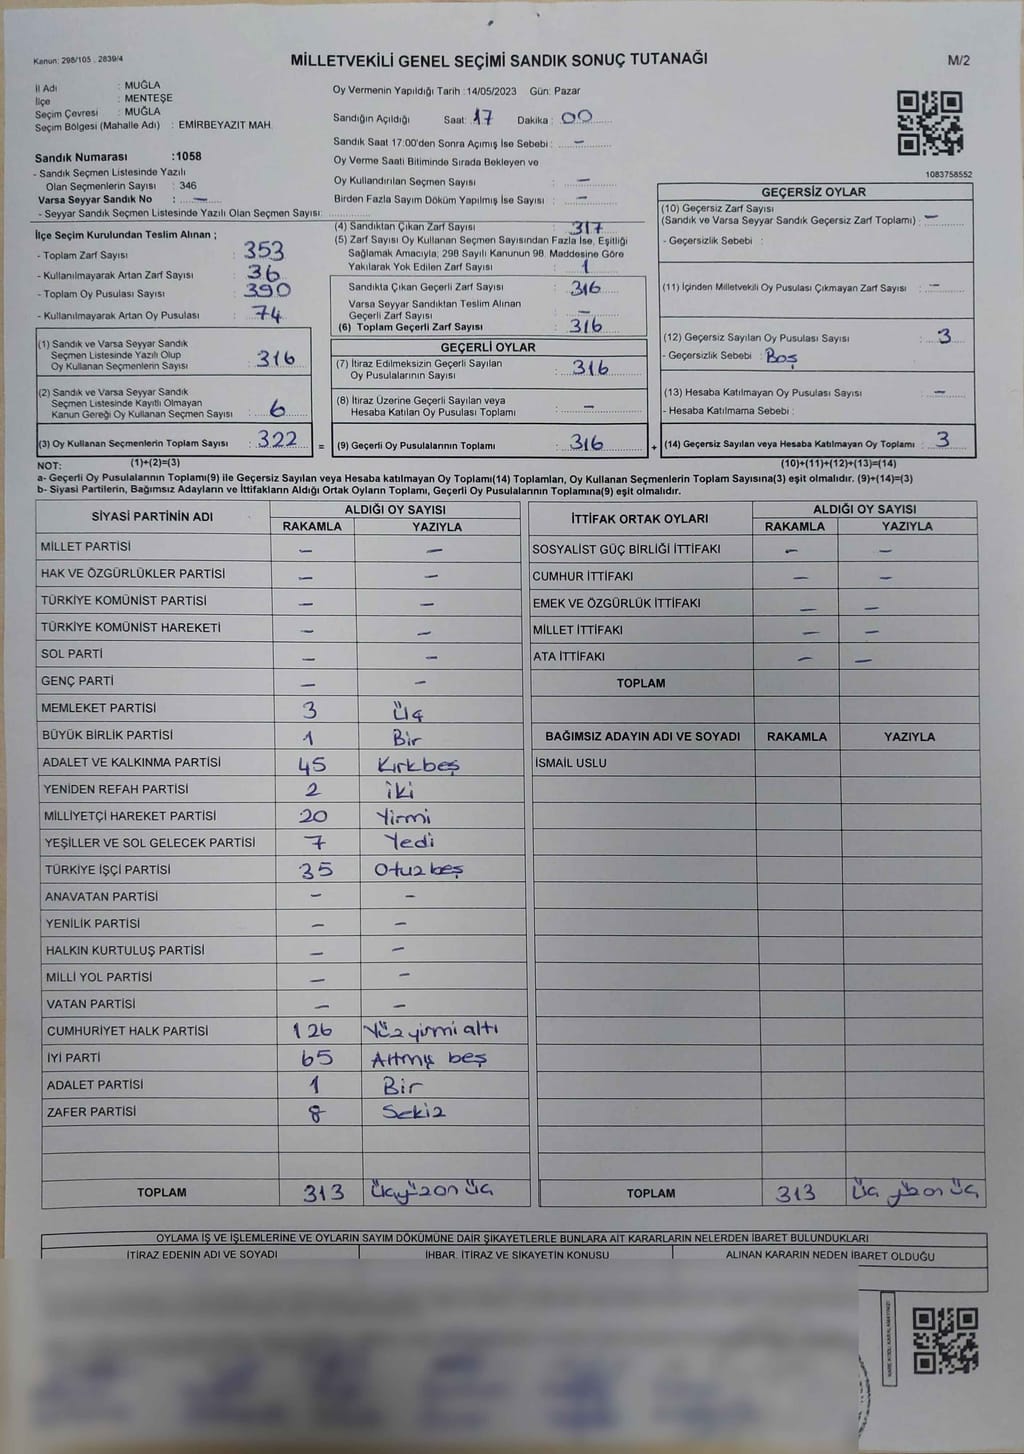 Kanun: 298/105 , 2839/4
MİLLETVEKİLİ GENEL SEÇİMİ SANDIK SONUÇ TUTANAĞI
M/2
İl Adı : MUĞLA
İlçe : MENTEŞE
Seçim Çevresi : MUĞLA
Seçim Bölgesi (Mahalle Adı) : EMİRBEYAZIT MAH.
Sandık Numarası :1058
- Sandık Seçmen Listesinde Yazılı
Olan Seçmenlerin Sayısı : 346
Varsa Seyyar Sandık No : —
- Seyyar Sandık Seçmen Listesinde Yazılı Olan Seçmen Sayısı:
Oy Vermenin Yapıldığı Tarih :14/05/2023 Gün: Pazar
Sandığın Açıldığı Saat: 17 Dakika : 00
Sandık Saat 17:00'den Sonra Açımış İse Sebebi : —
Oy Verme Saati Bitiminde Sırada Bekleyen ve
Oy Kullandırılan Seçmen Sayısı : —
Birden Fazla Sayım Döküm Yapılmış İse Sayısı : —
1083758552
İlçe Seçim Kurulundan Teslim Alınan ;
- Toplam Zarf Sayısı : 353
- Kullanılmayarak Artan Zarf Sayısı : 36
- Toplam Oy Pusulası Sayısı : 390
- Kullanılmayarak Artan Oy Pusulası : 74
(1) Sandık ve Varsa Seyyar Sandık
Seçmen Listesinde Yazılı Olup
Oy Kullanan Seçmenlerin Sayısı : 316
(2) Sandık ve Varsa Seyyar Sandık
Seçmen Listesinde Kayıtlı Olmayan
Kanun Gereği Oy Kullanan Seçmen Sayısı : 6
(3) Oy Kullanan Seçmenlerin Toplam Sayısı : 322 =
(1)+(2)=(3)
(4) Sandıktan Çıkan Zarf Sayısı : 317
(5) Zarf Sayısı Oy Kullanan Seçmen Sayısından Fazla İse, Eşitliği
Sağlamak Amacıyla, 298 Sayılı Kanunun 98. Maddesine Göre
Yakılarak Yok Edilen Zarf Sayısı : 1
Sandıkta Çıkan Geçerli Zarf Sayısı : 316
Varsa Seyyar Sandıktan Teslim Alınan
Geçerli Zarf Sayısı : —
(6) Toplam Geçerli Zarf Sayısı : 316
GEÇERLİ OYLAR
(7) İtiraz Edilmeksizin Geçerli Sayılan
Oy Pusulalarının Sayısı : 316
(8) İtiraz Üzerine Geçerli Sayılan veya
Hesaba Katılan Oy Pusulası Toplamı : —
(9) Geçerli Oy Pusulalarının Toplamı : 316 +
GEÇERSİZ OYLAR
(10) Geçersiz Zarf Sayısı
(Sandık ve Varsa Seyyar Sandık Geçersiz Zarf Toplamı) : —
- Geçersizlik Sebebi :
(11) İçinden Milletvekili Oy Pusulası Çıkmayan Zarf Sayısı : —
(12) Geçersiz Sayılan Oy Pusulası Sayısı : 3
- Geçersizlik Sebebi : Boş
(13) Hesaba Katılmayan Oy Pusulası Sayısı : —
- Hesaba Katılmama Sebebi :
(14) Geçersiz Sayılan veya Hesaba Katılmayan Oy Toplamı : 3
(10)+(11)+(12)+(13)=(14)
NOT:
a- Geçerli Oy Pusulalarının Toplamı(9) ile Geçersiz Sayılan veya Hesaba katılmayan Oy Toplamı(14) Toplamları, Oy Kullanan Seçmenlerin Toplam Sayısına(3) eşit olmalıdır. (9)+(14)=(3)
b- Siyasi Partilerin, Bağımsız Adayların ve İttifakların Aldığı Ortak Oyların Toplamı, Geçerli Oy Pusulalarının Toplamına(9) eşit olmalıdır.
SİYASİ PARTİNİN ADI ALDIĞI OY SAYISI
RAKAMLA YAZIYLA
MİLLET PARTİSİ — —
HAK VE ÖZGÜRLÜKLER PARTİSİ — —
TÜRKİYE KOMÜNİST PARTİSİ — —
TÜRKİYE KOMÜNİST HAREKETİ — —
SOL PARTİ — —
GENÇ PARTİ — —
MEMLEKET PARTİSİ 3 Üç
BÜYÜK BİRLİK PARTİSİ 1 Bir
ADALET VE KALKINMA PARTİSİ 45 Kırkbeş
YENİDEN REFAH PARTİSİ 2 iki
MİLLİYETÇİ HAREKET PARTİSİ 20 Yirmi
YEŞİLLER VE SOL GELECEK PARTİSİ 7 Yedi
TÜRKİYE İŞÇİ PARTİSİ 35 Otuz beş
ANAVATAN PARTİSİ — —
YENİLİK PARTİSİ — —
HALKIN KURTULUŞ PARTİSİ — —
MİLLİ YOL PARTİSİ — —
VATAN PARTİSİ — —
CUMHURİYET HALK PARTİSİ 126 Yüz yirmi altı
İYİ PARTİ 65 Altmış beş
ADALET PARTİSİ 1 Bir
ZAFER PARTİSİ 8 Sekiz
TOPLAM 313 Üçyüzon üç
İTTİFAK ORTAK OYLARI ALDIĞI OY SAYISI
RAKAMLA YAZIYLA
SOSYALİST GÜÇ BİRLİĞİ İTTİFAKI — —
CUMHUR İTTİFAKI — —
EMEK VE ÖZGÜRLÜK İTTİFAKI — —
MİLLET İTTİFAKI — —
ATA İTTİFAKI — —
TOPLAM
BAĞIMSIZ ADAYIN ADI VE SOYADI RAKAMLA YAZIYLA
İSMAİL USLU
TOPLAM 313 Üç yüzon üç
OYLAMA İŞ VE İŞLEMLERİNE VE OYLARIN SAYIM DÖKÜMÜNE DAİR ŞİKAYETLERLE BUNLARA AİT KARARLARIN NELERDEN İBARET BULUNDUKLARI
İTİRAZ EDENİN ADI VE SOYADI İHBAR, İTİRAZ VE ŞİKAYETİN KONUSU ALINAN KARARIN NEDEN İBARET OLDUĞU
KARE KODU KARALAMAYINIZ!